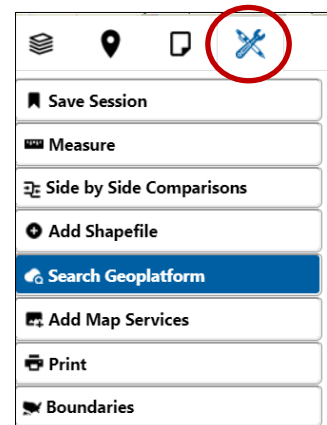 Save Session
Measure
Side by Side Comparisons
Add Shapefile
Search Geoplatform
Add Map Services
Print
Boundaries